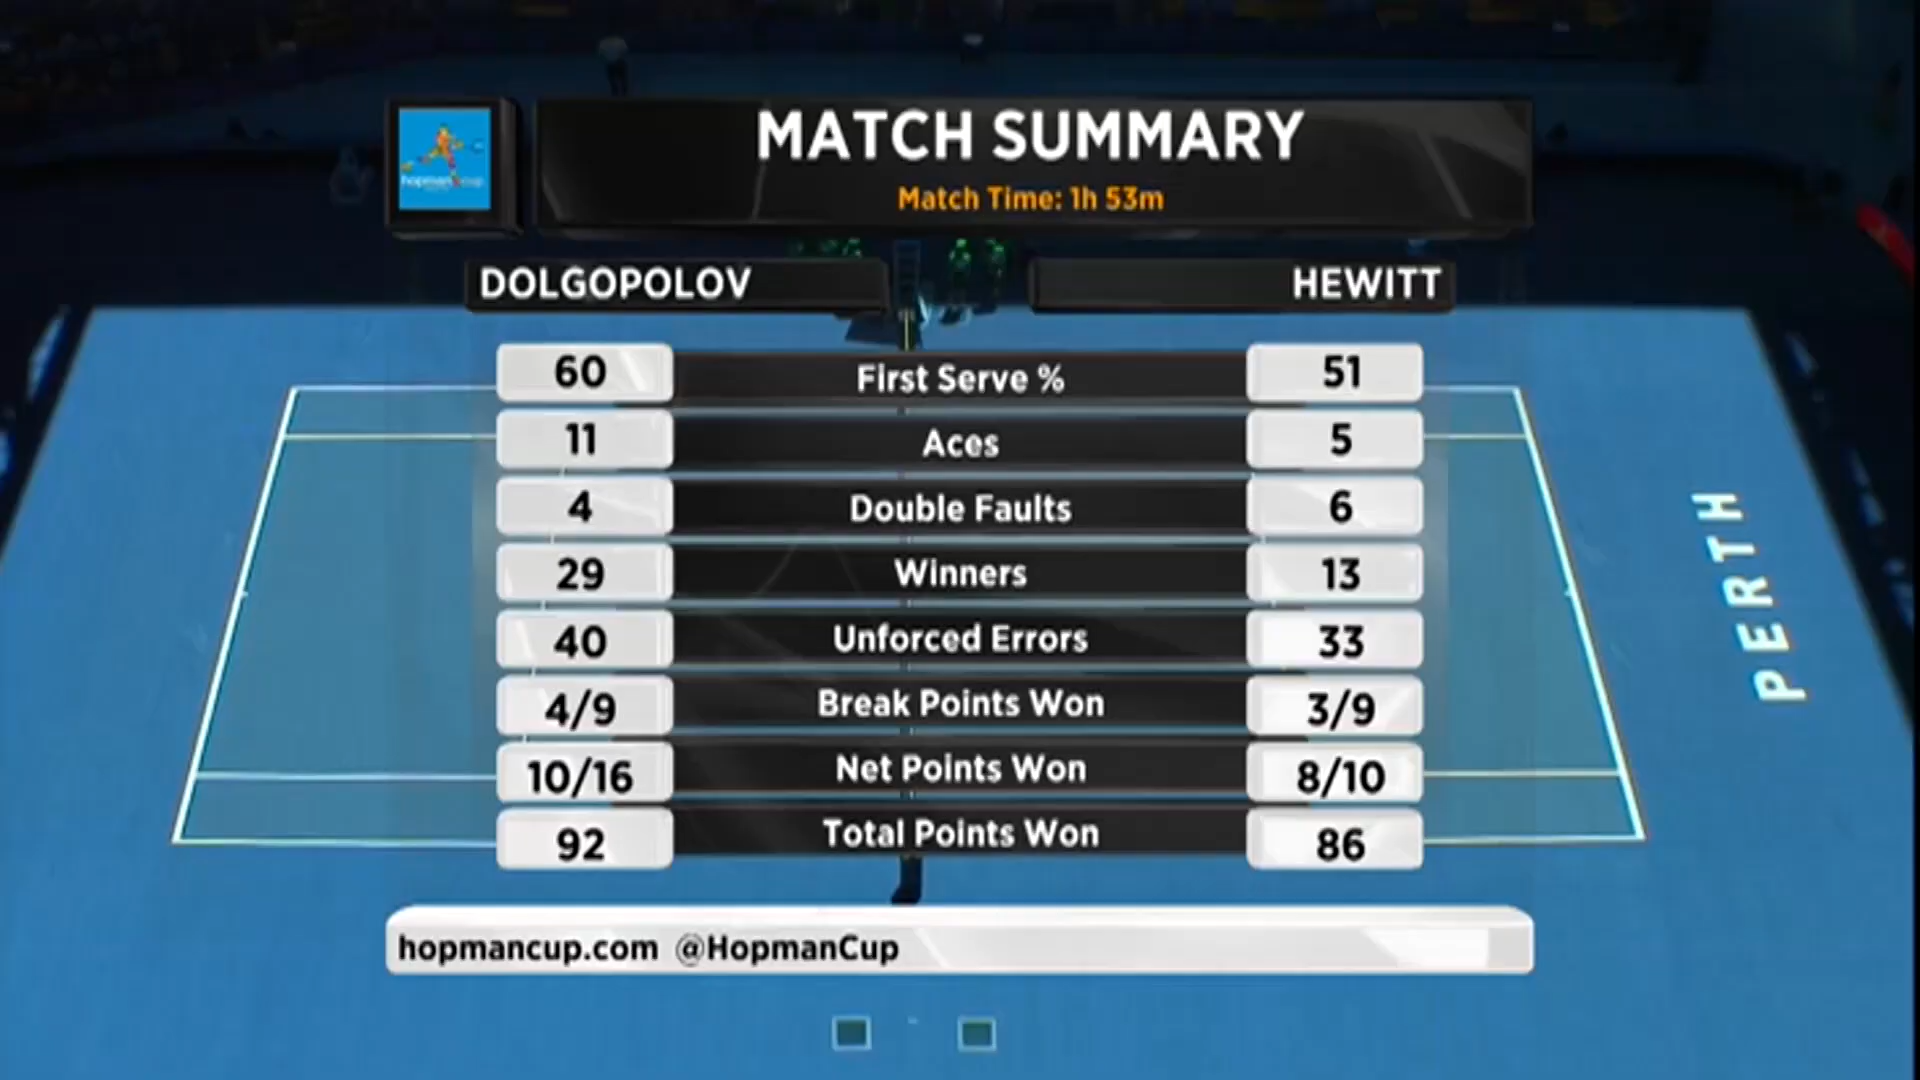 MATCH SUMMARY
hopmancup
Match Time: 1h 53m
DOLGOPOLOV HEWITT
60 First Serve % 51
11 Aces 5
4 Double Faults 6
29 Winners 13
40 Unforced Errors 33
4/9 Break Points Won 3/9
10/16 Net Points Won 8/10
92 Total Points Won 86
PERTH
hopmancup.com @HopmanCup